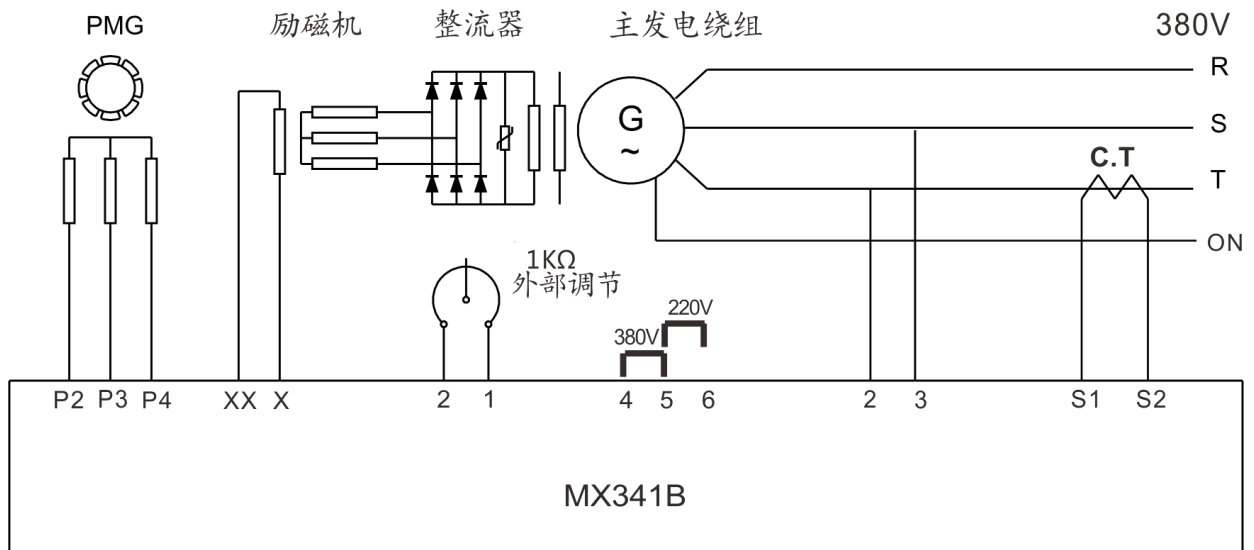 PMG 励磁机 整流器 主发电绕组 380V
R
G
~
S
C.T
T
ON
1KΩ
外部调节
220V
380V
P2 P3 P4 XX X 2 1 4 5 6 2 3 S1 S2
MX341B